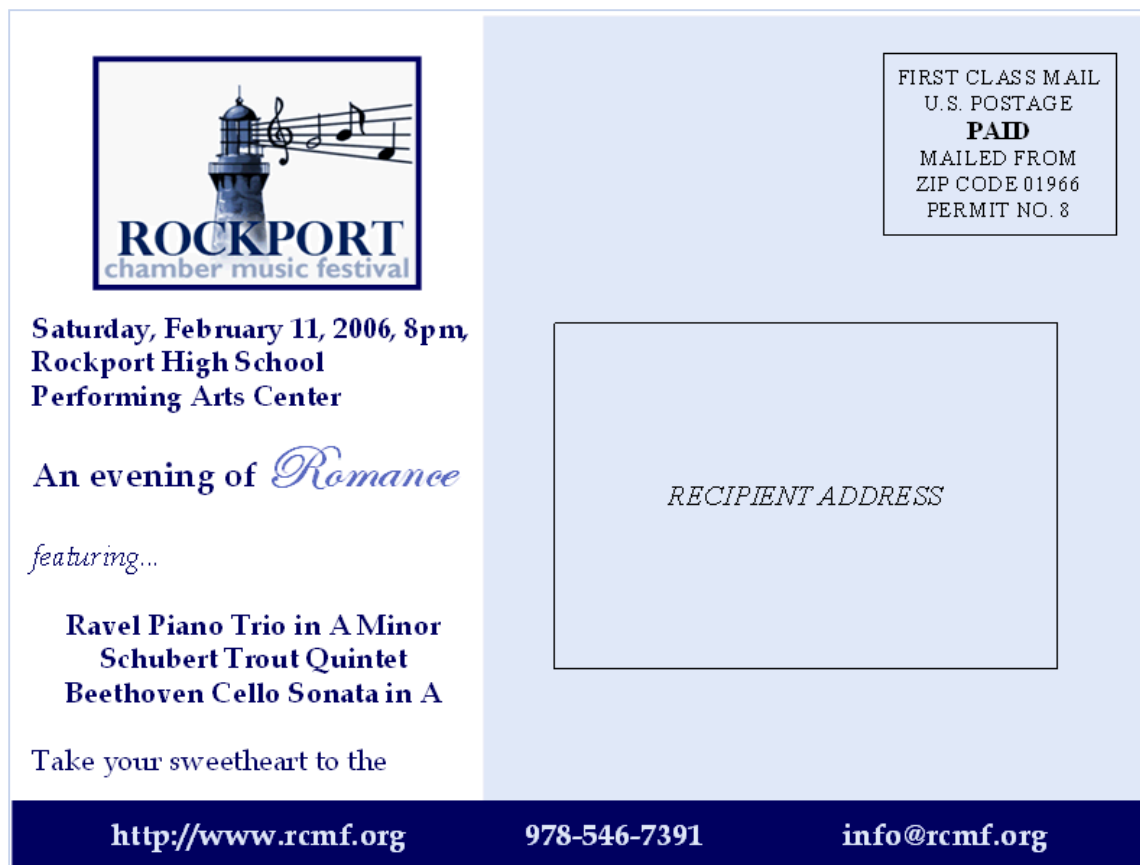 ROCKPORT
chamber music festival
Saturday, February 11, 2006, 8pm,
Rockport High School
Performing Arts Center
An evening of Romance
featuring...
Ravel Piano Trio in A Minor
Schubert Trout Quintet
Beethoven Cello Sonata in A
Take your sweetheart to the
FIRST CLASS MAIL
U.S. POSTAGE
PAID
MAILED FROM
ZIP CODE 01966
PERMIT NO. 8
RECIPIENT ADDRESS
http://www.rcmf.org 978-546-7391 info@rcmf.org